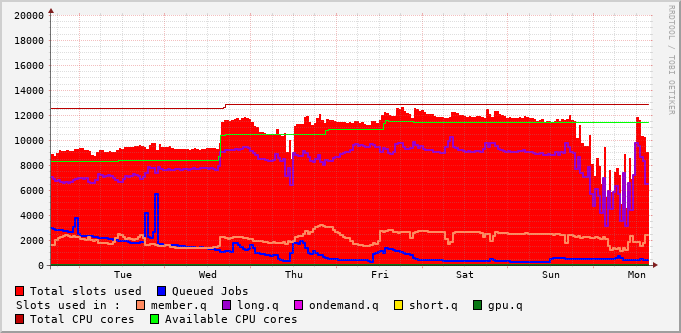 20000
18000
16000
14000
12000
10000
8000
6000
4000
2000
0
Tue Wed Thu Fri Sat Sun Mon
RRDTOOL / TOBI OETIKER
Total slots used Queued Jobs
Slots used in : member.q long.q ondemand.q short.q gpu.q
Total CPU cores Available CPU cores